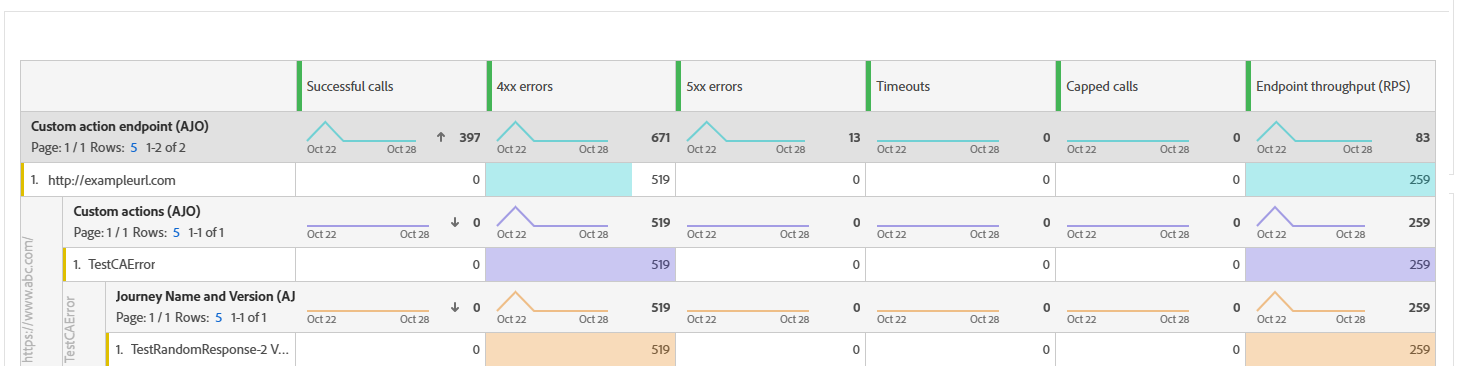 Successful calls 4xx errors 5xx errors Timeouts Capped calls Endpoint throughput (RPS)
Custom action endpoint (AJO)
Page: 1 / 1 Rows: 5 1-2 of 2
397 671 13 0 0 83
Oct 22 Oct 28 Oct 22 Oct 28 Oct 22 Oct 28 Oct 22 Oct 28 Oct 22 Oct 28 Oct 22 Oct 28
1. http://exampleurl.com 0 519 0 0 0 259
Custom actions (AJO)
Page: 1 / 1 Rows: 5 1-1 of 1
0 519 0 0 0 259
Oct 22 Oct 28 Oct 22 Oct 28 Oct 22 Oct 28 Oct 22 Oct 28 Oct 22 Oct 28 Oct 22 Oct 28
1. TestCAError 0 519 0 0 0 259
Journey Name and Version (AJ
Page: 1 / 1 Rows: 5 1-1 of 1
0 519 0 0 0 259
Oct 22 Oct 28 Oct 22 Oct 28 Oct 22 Oct 28 Oct 22 Oct 28 Oct 22 Oct 28 Oct 22 Oct 28
1. TestRandomResponse-2 V... 0 519 0 0 0 259
https://www.abc.com/
TestCAError